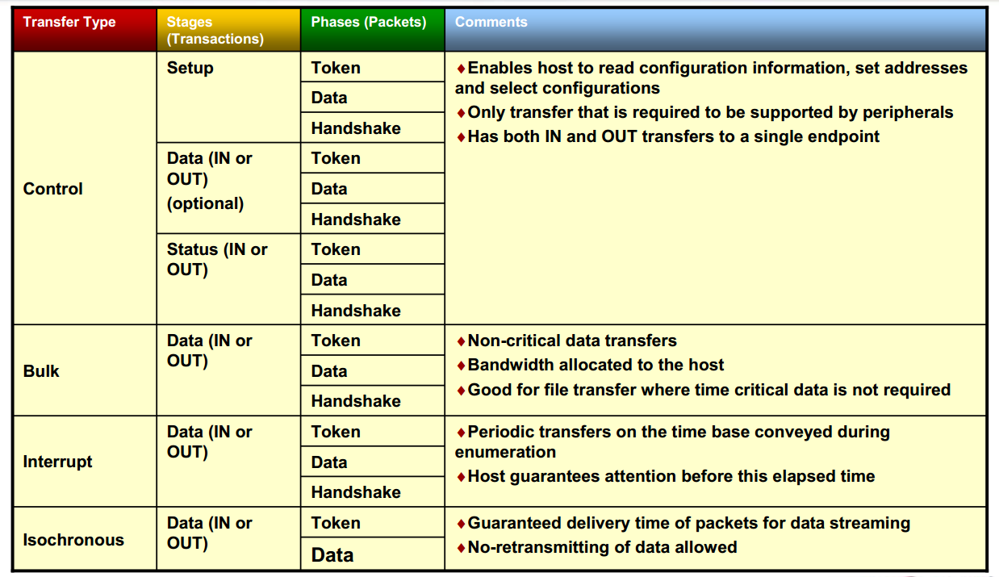 Transfer Type
Stages
(Transactions)
Phases (Packets)
Comments
Control
Setup
Token
Data
Handshake
♦Enables host to read configuration information, set addresses
and select configurations
♦Only transfer that is required to be supported by peripherals
♦Has both IN and OUT transfers to a single endpoint
Data (IN or
OUT)
(optional)
Token
Data
Handshake
Status (IN or
OUT)
Token
Data
Handshake
Bulk
Data (IN or
OUT)
Token
Data
Handshake
♦Non-critical data transfers
♦Bandwidth allocated to the host
♦Good for file transfer where time critical data is not required
Interrupt
Data (IN or
OUT)
Token
Data
Handshake
♦Periodic transfers on the time base conveyed during
enumeration
♦Host guarantees attention before this elapsed time
Isochronous
Data (IN or
OUT)
Token
Data
♦Guaranteed delivery time of packets for data streaming
♦No-retransmitting of data allowed